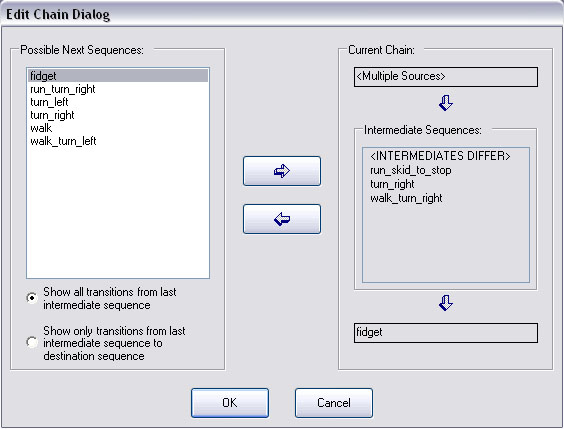 Edit Chain Dialog
Possible Next Sequences:
fidget
run_turn_right
turn_left
turn_right
walk
walk_turn_left
Show all transitions from last
intermediate sequence
Show only transitions from last
intermediate sequence to
destination sequence
Current Chain:
<Multiple Sources>
Intermediate Sequences:
<INTERMEDIATES DIFFER>
run_skid_to_stop
turn_right
walk_turn_right
fidget
OK
Cancel